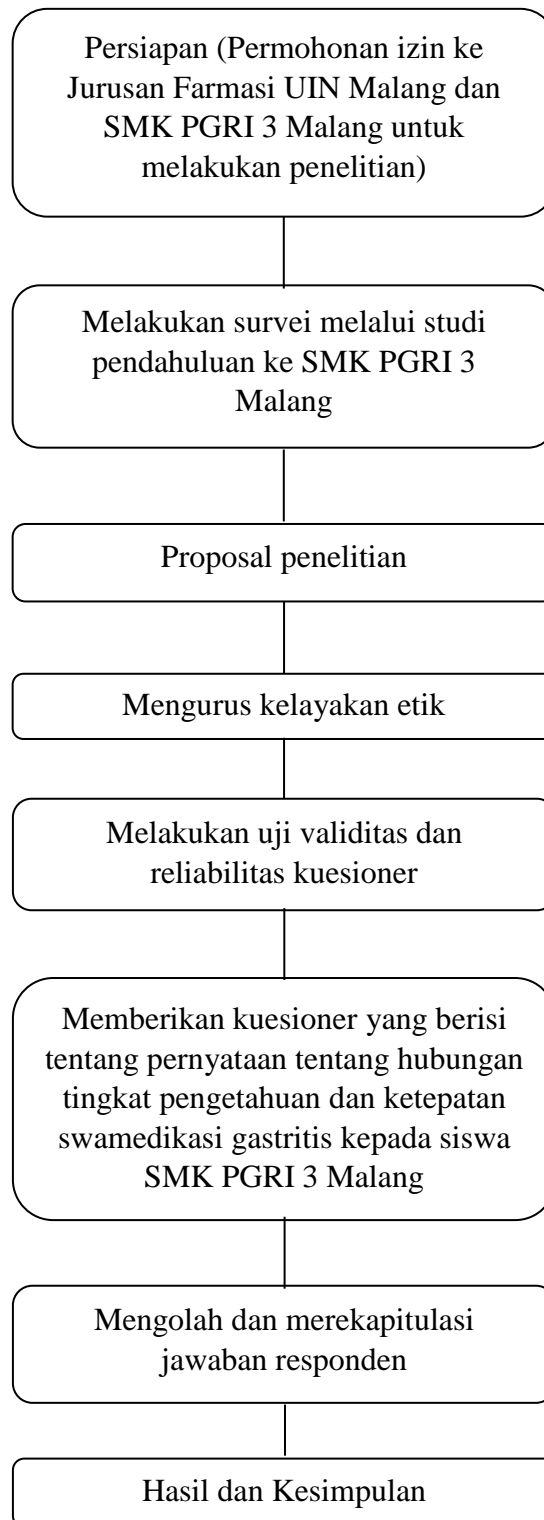 Persiapan (Permohonan izin ke
Jurusan Farmasi UIN Malang dan
SMK PGRI 3 Malang untuk
melakukan penelitian)
Melakukan survei melalui studi
pendahuluan ke SMK PGRI 3
Malang
Proposal penelitian
Mengurus kelayakan etik
Melakukan uji validitas dan
reliabilitas kuesioner
Memberikan kuesioner yang berisi
tentang pernyataan tentang hubungan
tingkat pengetahuan dan ketepatan
swamedikasi gastritis kepada siswa
SMK PGRI 3 Malang
Mengolah dan merekapitulasi
jawaban responden
Hasil dan Kesimpulan